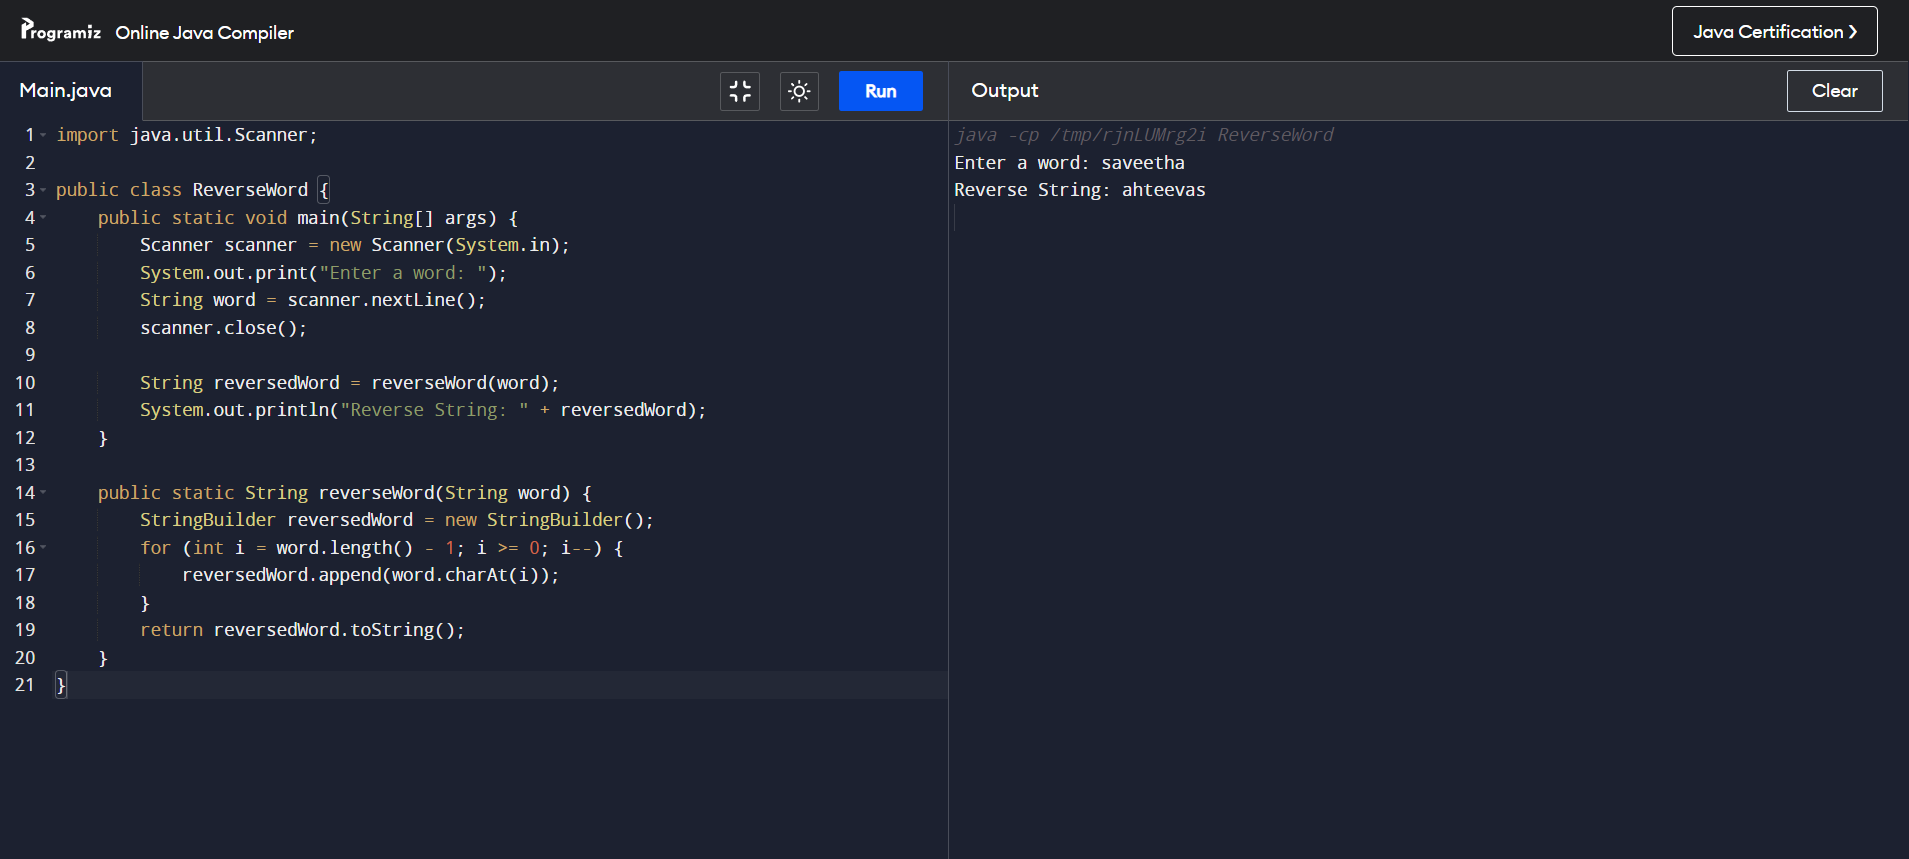 Programiz Online Java Compiler
Java Certification ❯
Main.java
Run
Output
Clear
1 import java.util.Scanner;
2
3 public class ReverseWord {
4     public static void main(String[] args) {
5         Scanner scanner = new Scanner(System.in);
6         System.out.print("Enter a word: ");
7         String word = scanner.nextLine();
8         scanner.close();
9
10         String reversedWord = reverseWord(word);
11         System.out.println("Reverse String: " + reversedWord);
12     }
13
14     public static String reverseWord(String word) {
15         StringBuilder reversedWord = new StringBuilder();
16         for (int i = word.length() - 1; i >= 0; i--) {
17             reversedWord.append(word.charAt(i));
18         }
19         return reversedWord.toString();
20     }
21 }
java -cp /tmp/rjnLUMrg2i ReverseWord
Enter a word: saveetha
Reverse String: ahteevas